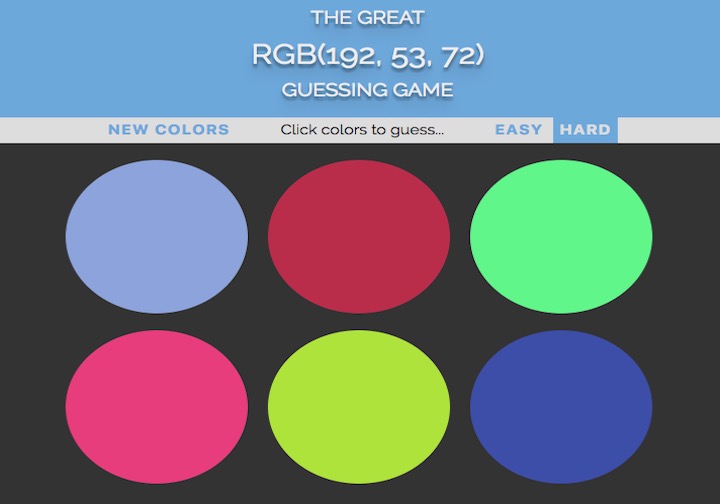 THE GREAT
RGB(192, 53, 72)
GUESSING GAME
NEW COLORS Click colors to guess... EASY HARD